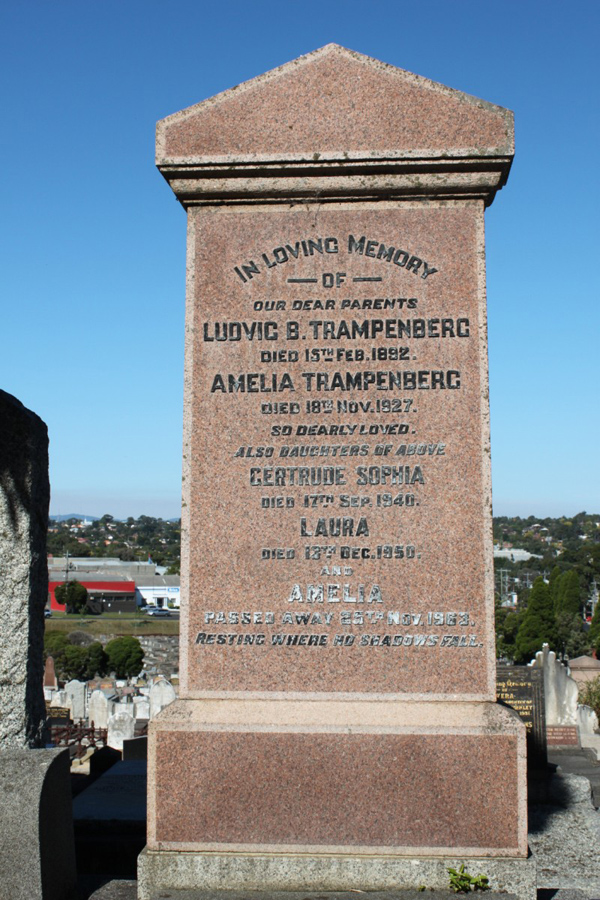 IN LOVING MEMORY
OF
OUR DEAR PARENTS
LUDVIG B. TRAMPENBERG
DIED 15TH FEB. 1892.
AMELIA TRAMPENBERG
DIED 18TH NOV. 1927.
SO DEARLY LOVED.
ALSO DAUGHTERS OF ABOVE
GERTRUDE SOPHIA
DIED 17TH SEP. 1940.
LAURA
DIED 12TH DEC. 1950.
AND
AMELIA
PASSED AWAY 25TH NOV. 1963.
RESTING WHERE NO SHADOWS FALL.